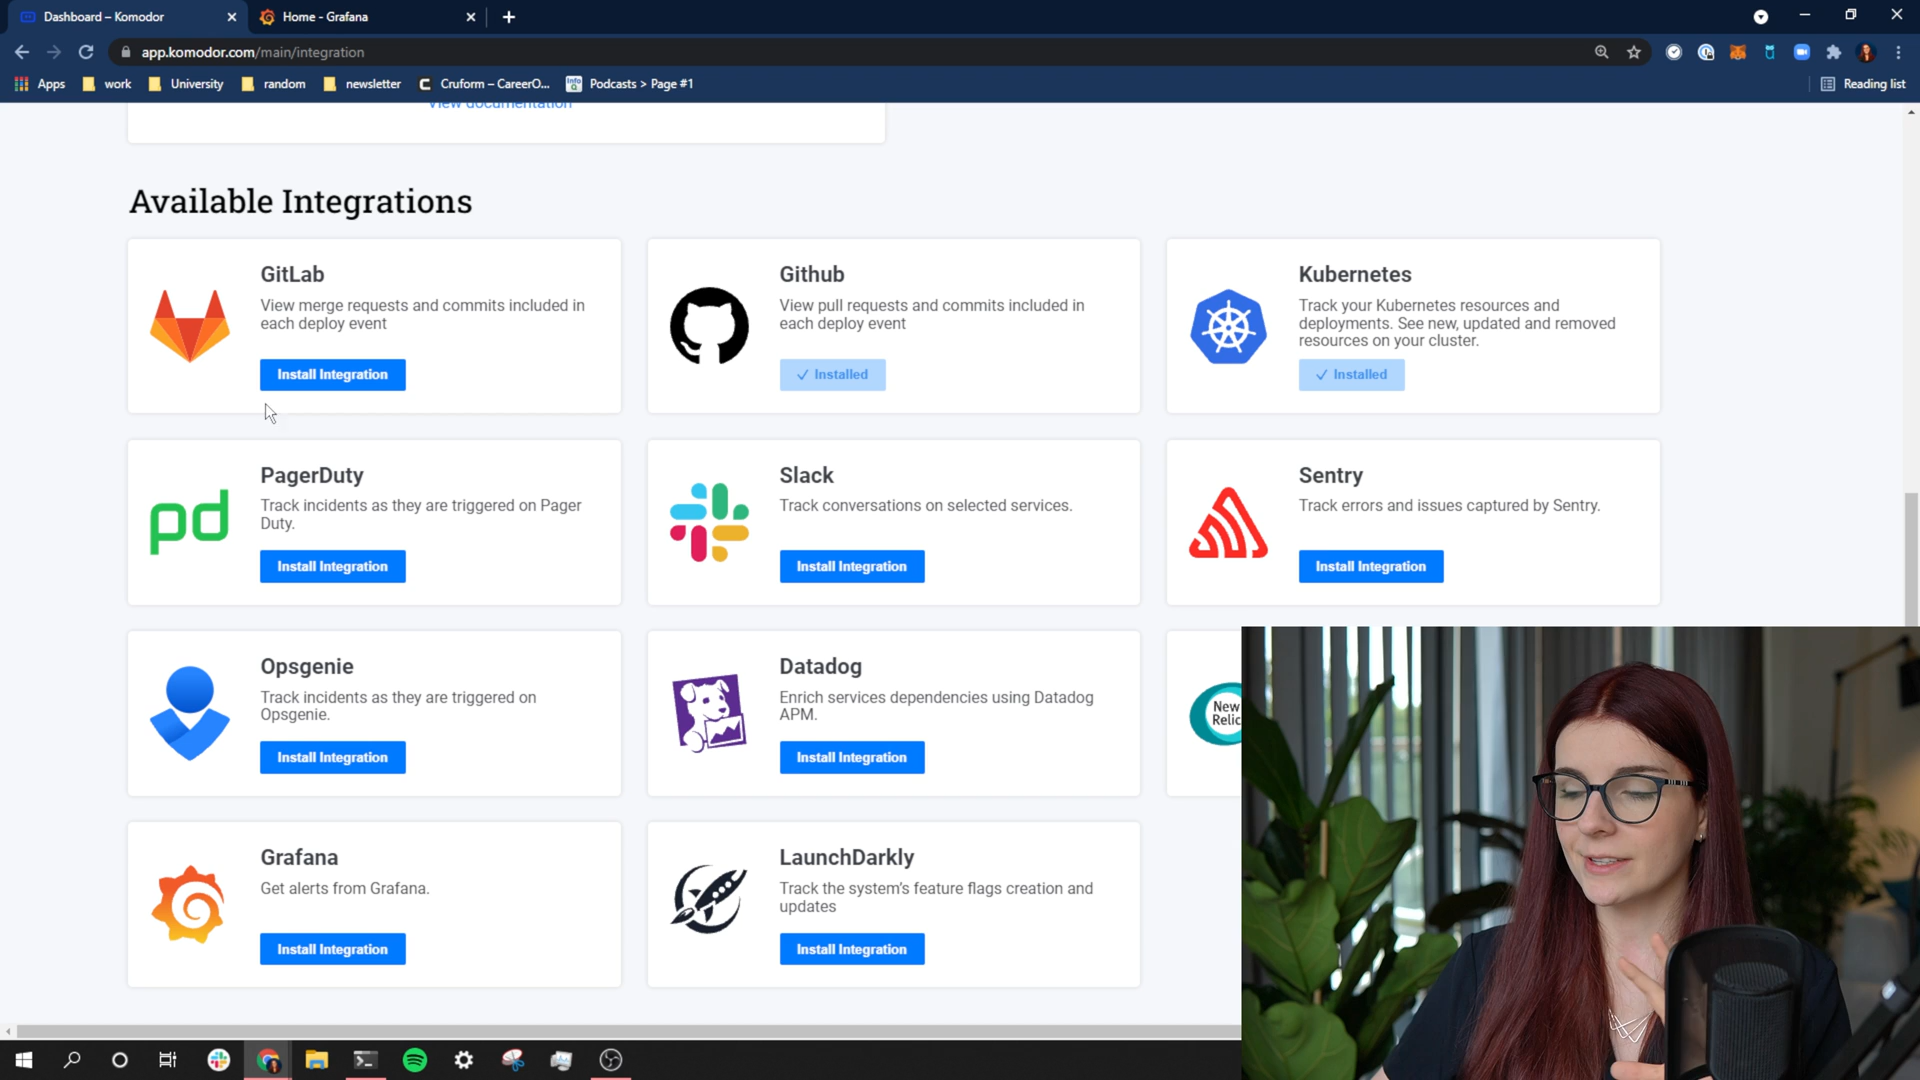 Dashboard – Komodor
Home - Grafana
app.komodor.com/main/integration
Apps
work
University
random
newsletter
Cruform – CareerO...
Podcasts > Page #1
Reading list
View documentation
Available Integrations
GitLab
View merge requests and commits included in
each deploy event
Install Integration
Github
View pull requests and commits included in
each deploy event
✓ Installed
Kubernetes
Track your Kubernetes resources and
deployments. See new, updated and removed
resources on your cluster.
✓ Installed
pd
PagerDuty
Track incidents as they are triggered on Pager
Duty.
Install Integration
Slack
Track conversations on selected services.
Install Integration
Sentry
Track errors and issues captured by Sentry.
Install Integration
Opsgenie
Track incidents as they are triggered on
Opsgenie.
Install Integration
Datadog
Enrich services dependencies using Datadog
APM.
Install Integration
New
Relic
Grafana
Get alerts from Grafana.
Install Integration
LaunchDarkly
Track the system's feature flags creation and
updates
Install Integration